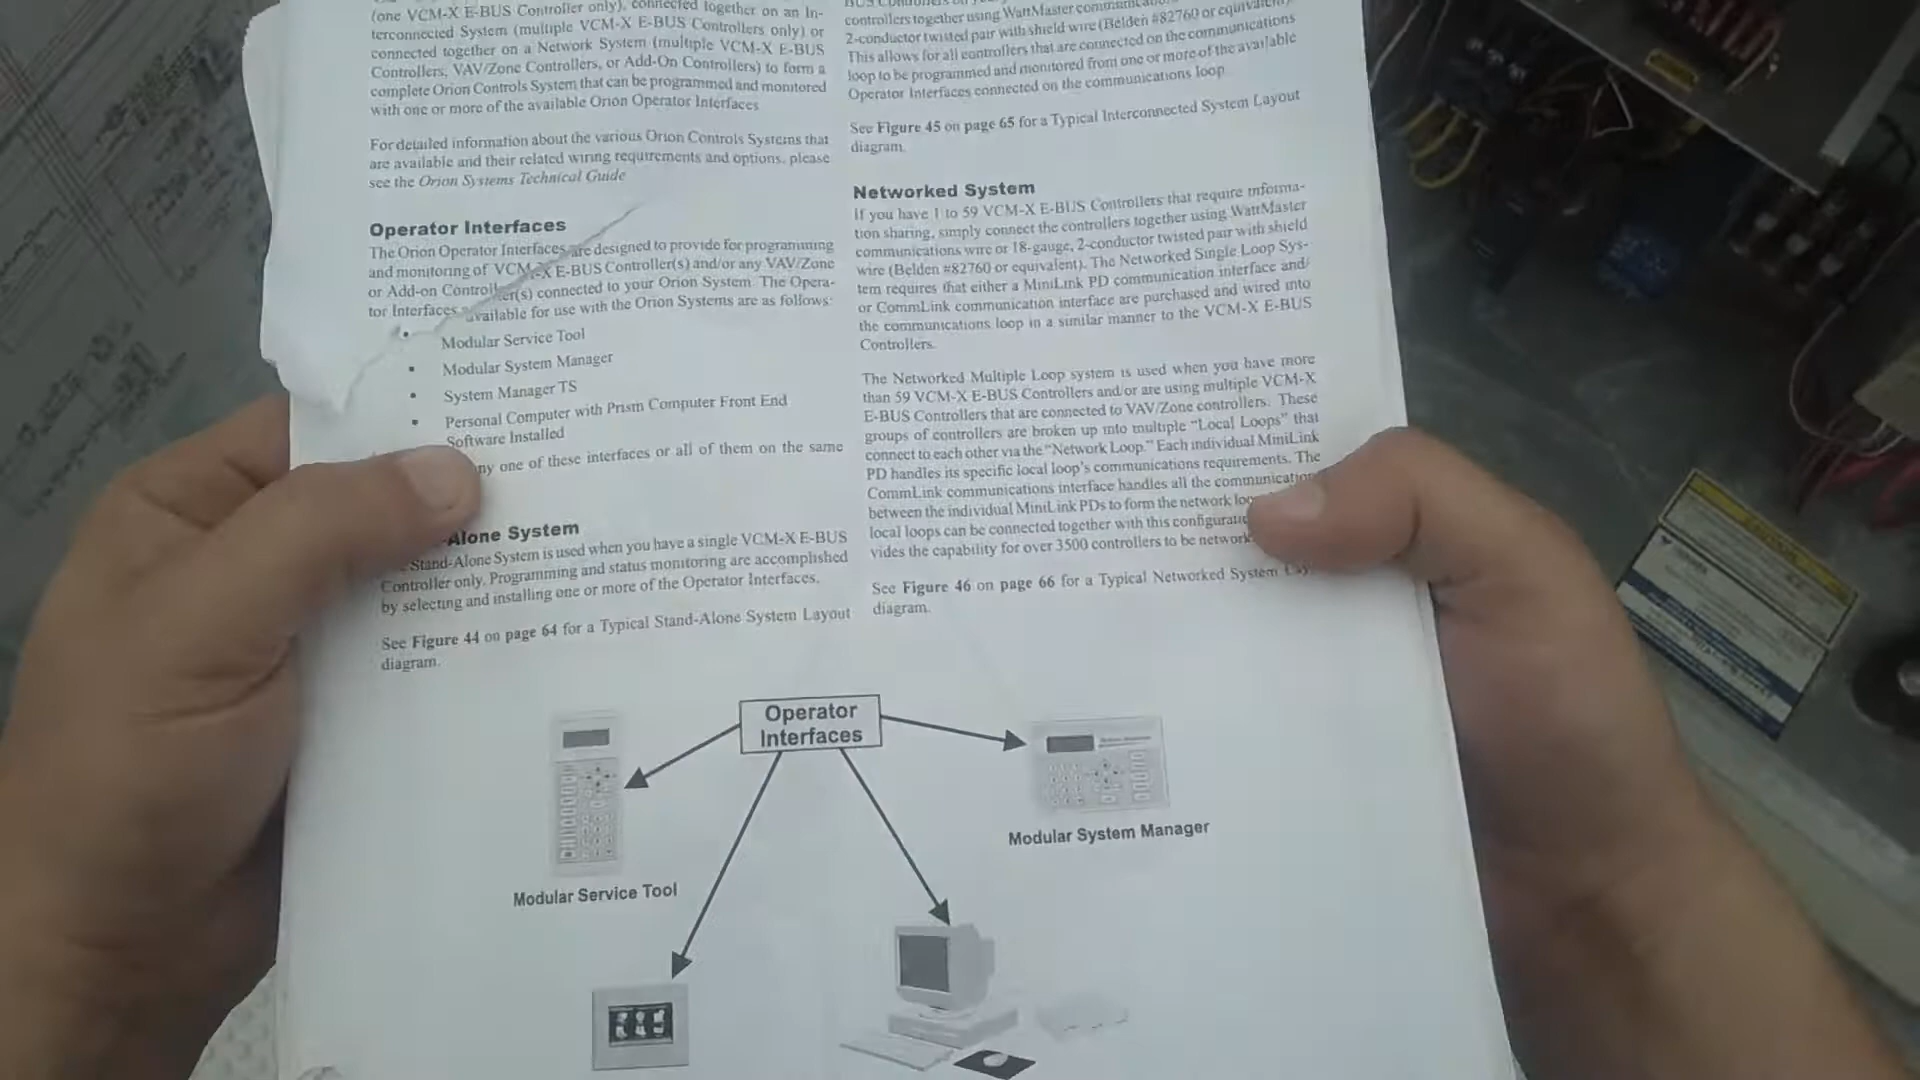 (one VCM-X E-BUS Controller only), connected together on an In-
terconnected System (multiple VCM-X E-BUS Controllers only) or
connected together on a Network System (multiple VCM-X E-BUS
Controllers, VAV/Zone Controllers, or Add-On Controllers) to form a
complete Orion Controls System that can be programmed and monitored
with one or more of the available Orion Operator Interfaces
For detailed information about the various Orion Controls Systems that
are available and their related wiring requirements and options, please
see the Orion Systems Technical Guide
Operator Interfaces
The Orion Operator Interfaces are designed to provide for programming
and monitoring of VCM-X E-BUS Controller(s) and/or any VAV/Zone
or Add-on Controller(s) connected to your Orion System. The Opera-
tor Interfaces available for use with the Orion Systems are as follows:
• Modular Service Tool
• Modular System Manager
• System Manager TS
• Personal Computer with Prism Computer Front End
Software Installed
ny one of these interfaces or all of them on the same
-Alone System
Stand-Alone System is used when you have a single VCM-X E-BUS
Controller only. Programming and status monitoring are accomplished
by selecting and installing one or more of the Operator Interfaces.
See Figure 44 on page 64 for a Typical Stand-Alone System Layout
diagram.
controllers together using WattMaster
2-conductor twisted pair with shield wire (Belden #82760 or equivalent).
This allows for all controllers that are connected on the communications
loop to be programmed and monitored from one or more of the available
Operator Interfaces connected on the communications loop
See Figure 45 on page 65 for a Typical Interconnected System Layout
diagram.
Networked System
If you have 1 to 59 VCM-X E-BUS Controllers that require informa-
tion sharing, simply connect the controllers together using WattMaster
communications wire or 18-gauge, 2-conductor twisted pair with shield
wire (Belden #82760 or equivalent). The Networked Single Loop Sys-
tem requires that either a MiniLink PD communication interface and/
or CommLink communication interface are purchased and wired into
the communications loop in a similar manner to the VCM-X E-BUS
Controllers.
The Networked Multiple Loop system is used when you have more
than 59 VCM-X E-BUS Controllers and/or are using multiple VCM-X
E-BUS Controllers that are connected to VAV/Zone controllers. These
groups of controllers are broken up into multiple "Local Loops" that
connect to each other via the "Network Loop." Each individual MiniLink
PD handles its specific local loop's communications requirements. The
CommLink communications interface handles all the communication
between the individual MiniLink PDs to form the network loo
local loops can be connected together with this configuratio
vides the capability for over 3500 controllers to be network
See Figure 46 on page 66 for a Typical Networked System Lay
diagram.
Operator
Interfaces
Modular System Manager
Modular Service Tool